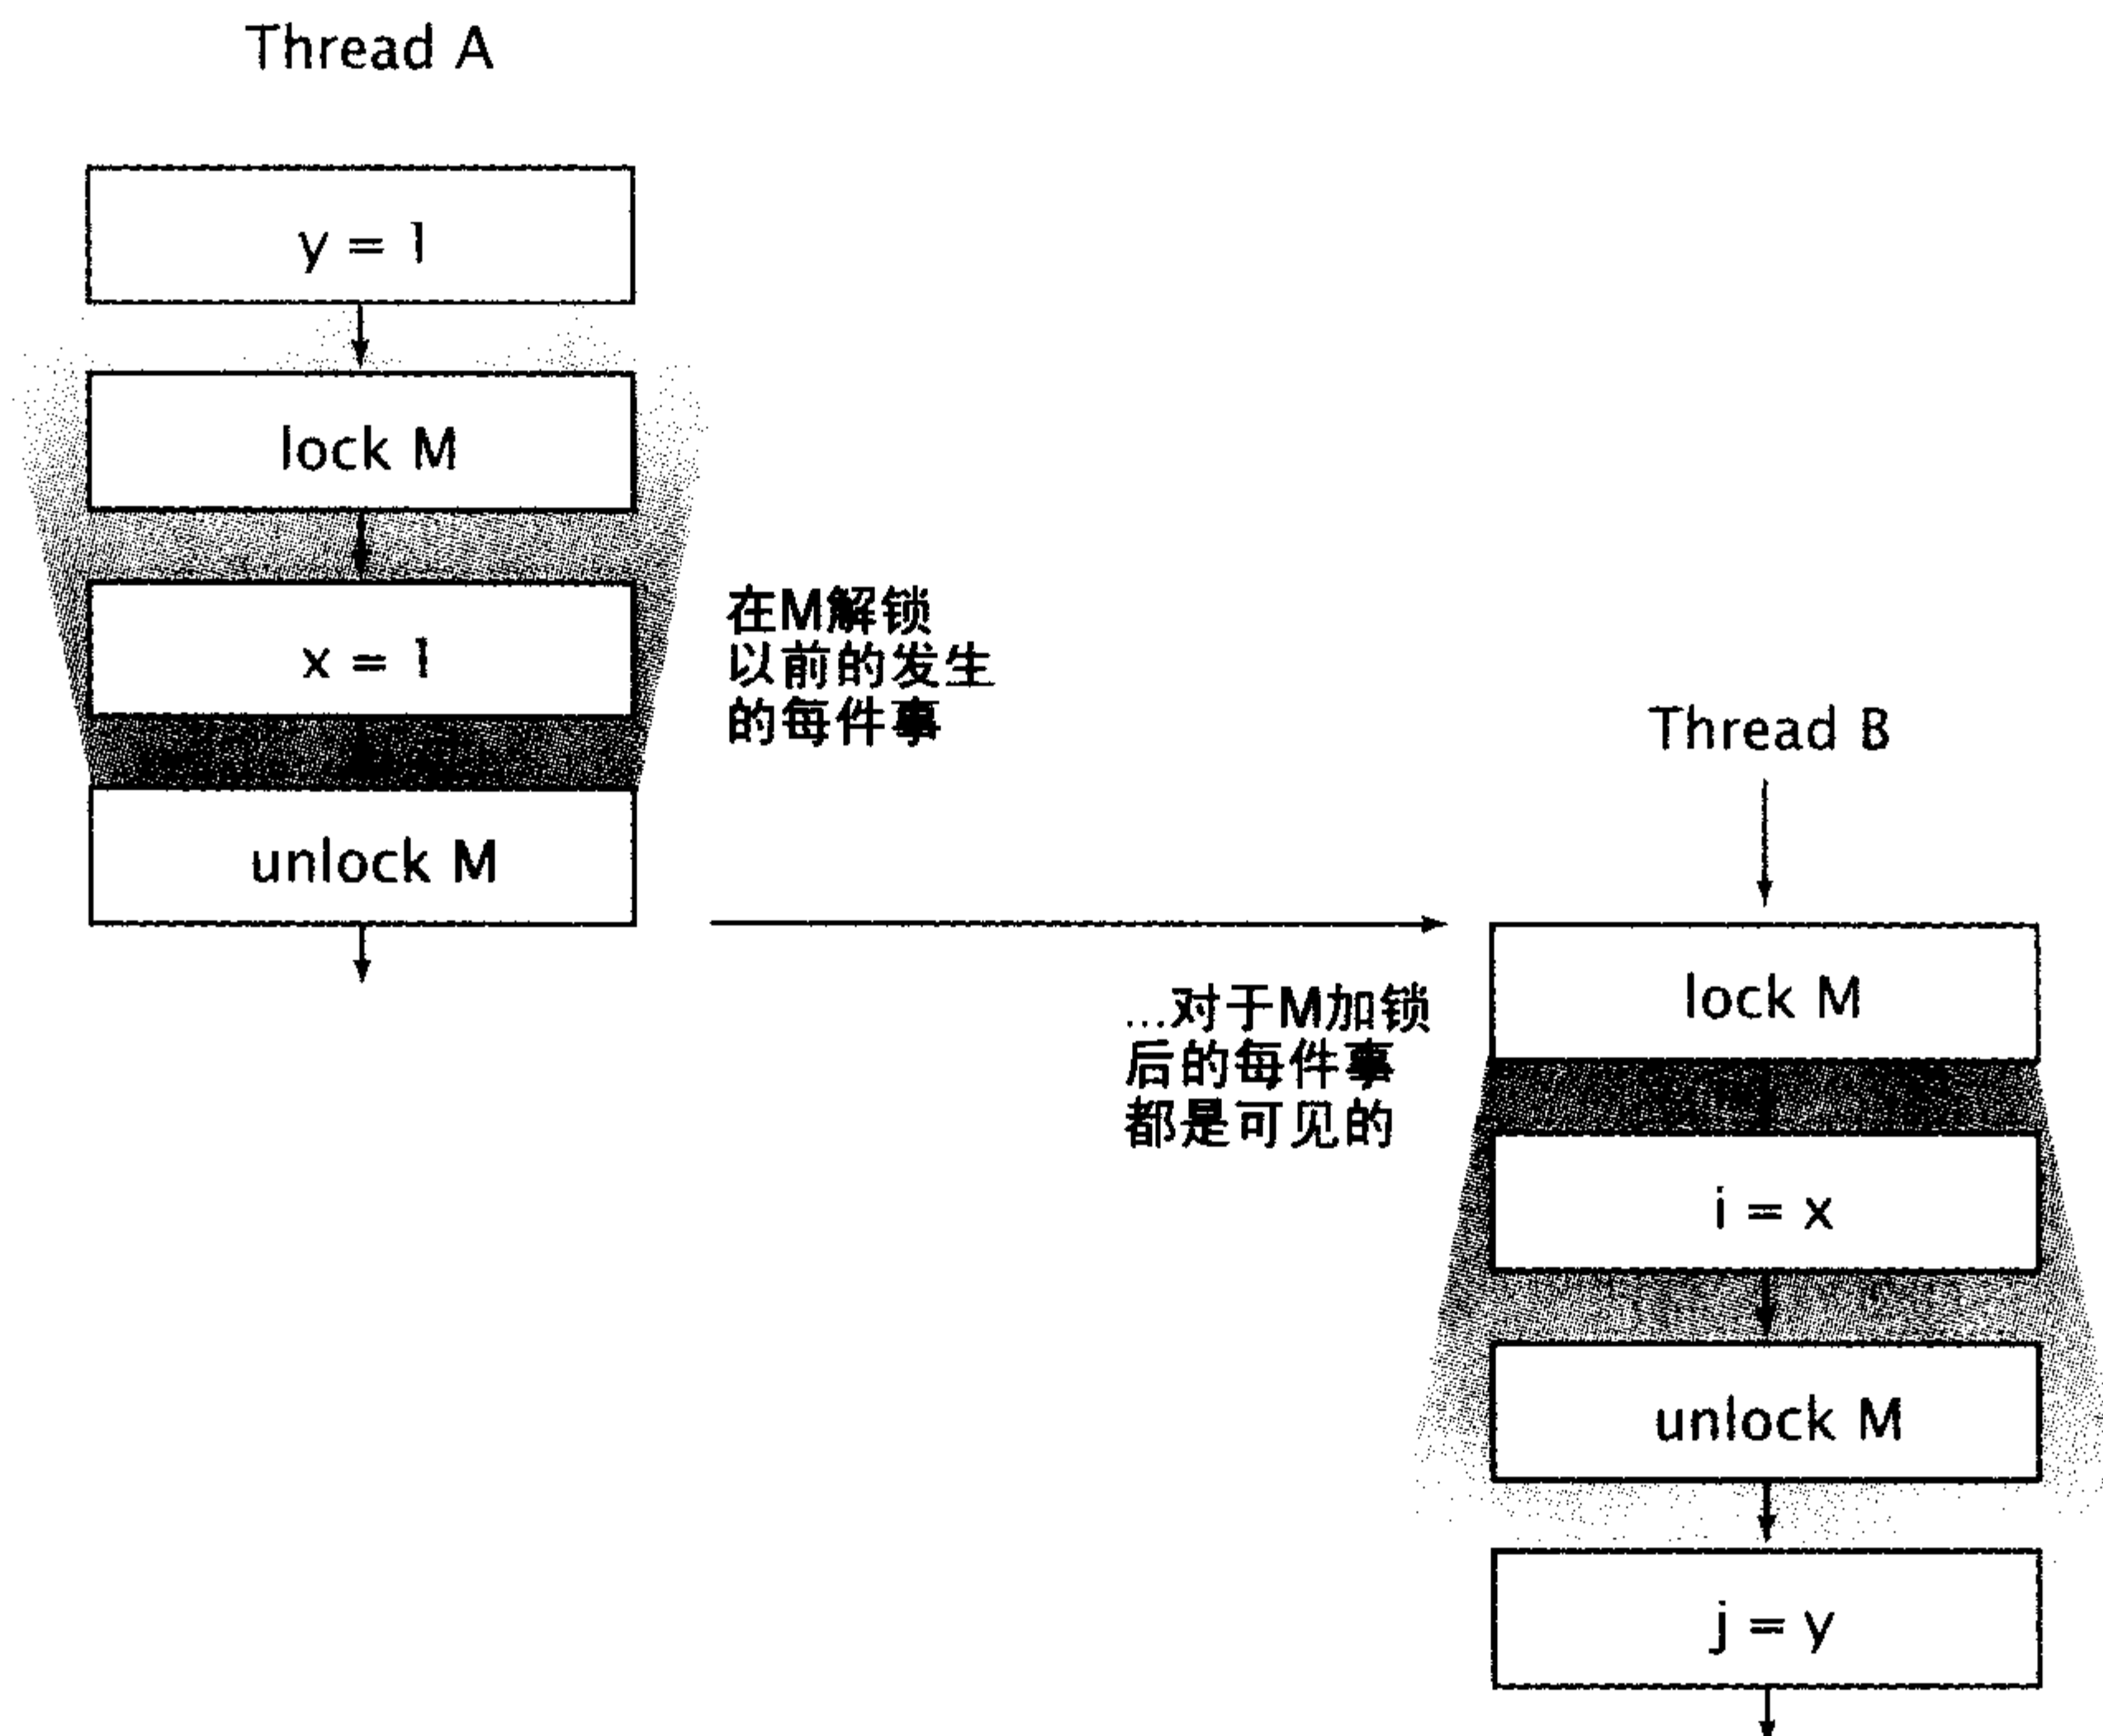 Thread A
y = 1
lock M
x = 1
在M解锁
以前的发生
的每件事
unlock M
Thread B
lock M
...对于M加锁
后的每件事
都是可见的
i = x
unlock M
j = y